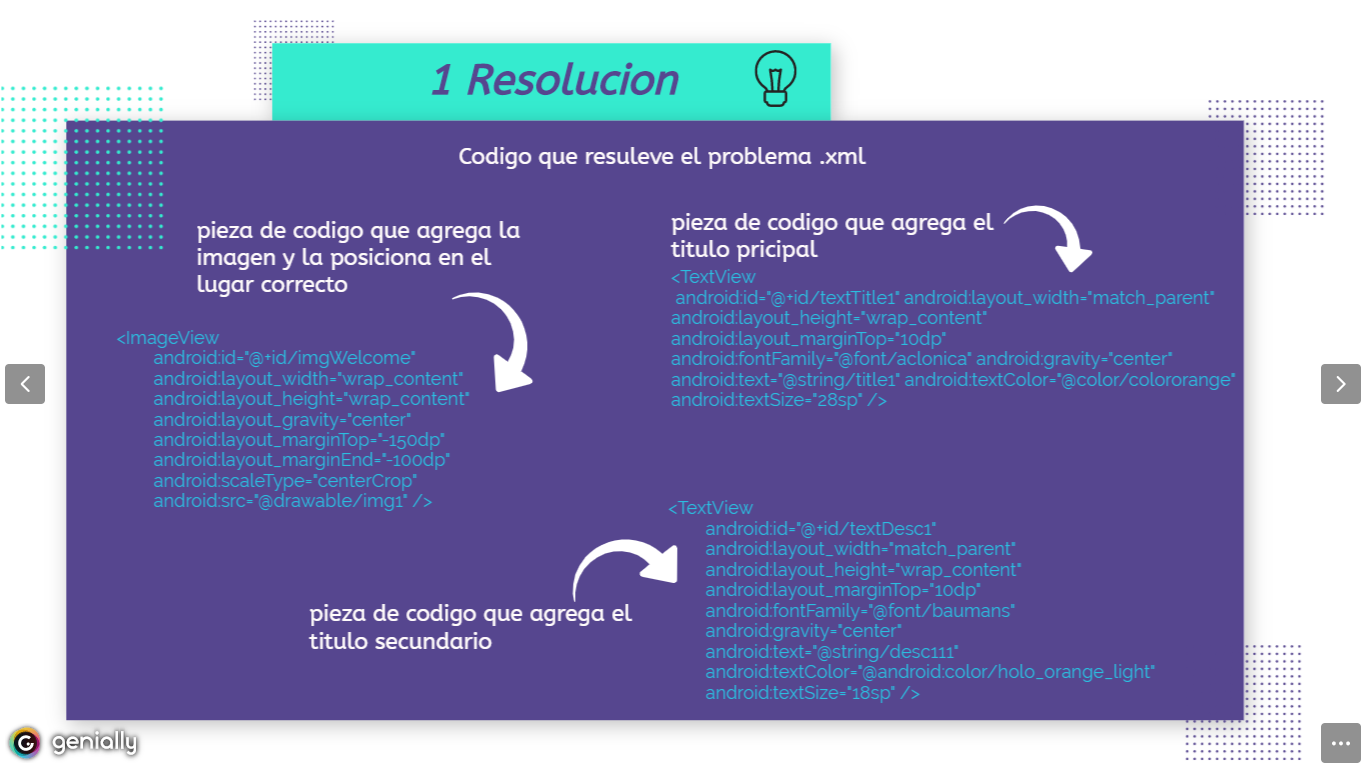 1 Resolucion
Codigo que resuleve el problema .xml
pieza de codigo que agrega la
imagen y la posiciona en el
lugar correcto
<ImageView
android:id="@+id/imgWelcome"
android:layout_width="wrap_content"
android:layout_height="wrap_content"
android:layout_gravity="center"
android:layout_marginTop="-150dp"
android:layout_marginEnd="-100dp"
android:scaleType="centerCrop"
android:src="@drawable/img1" />
pieza de codigo que agrega el
titulo pricipal
<TextView
android:id="@+id/textTitle1" android:layout_width="match_parent"
android:layout_height="wrap_content"
android:layout_marginTop="10dp"
android:fontFamily="@font/aclonica" android:gravity="center"
android:text="@string/title1" android:textColor="@color/colororange"
android:textSize="28sp" />
pieza de codigo que agrega el
titulo secundario
<TextView
android:id="@+id/textDesc1"
android:layout_width="match_parent"
android:layout_height="wrap_content"
android:layout_marginTop="10dp"
android:fontFamily="@font/baumans"
android:gravity="center"
android:text="@string/desc111"
android:textColor="@android:color/holo_orange_light"
android:textSize="18sp" />
genially